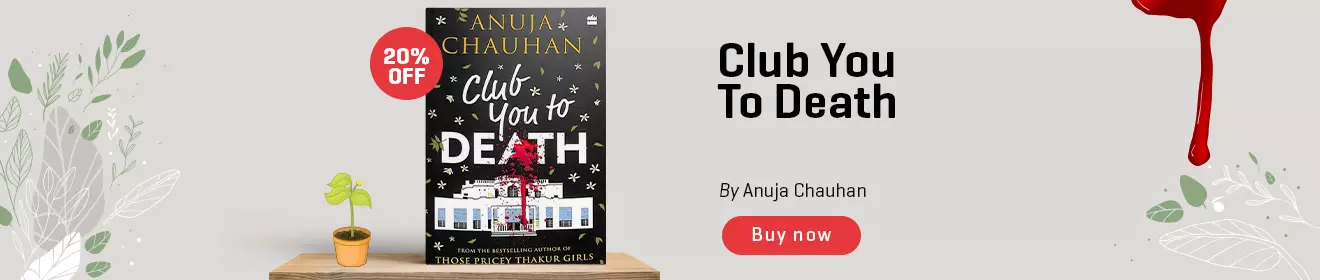 20%
OFF
ANUJA
CHAUHAN
Club
You to
DEATH
FROM THE BESTSELLING AUTHOR OF
THOSE PRICEY THAKUR GIRLS
Club You
To Death
By Anuja Chauhan
Buy now